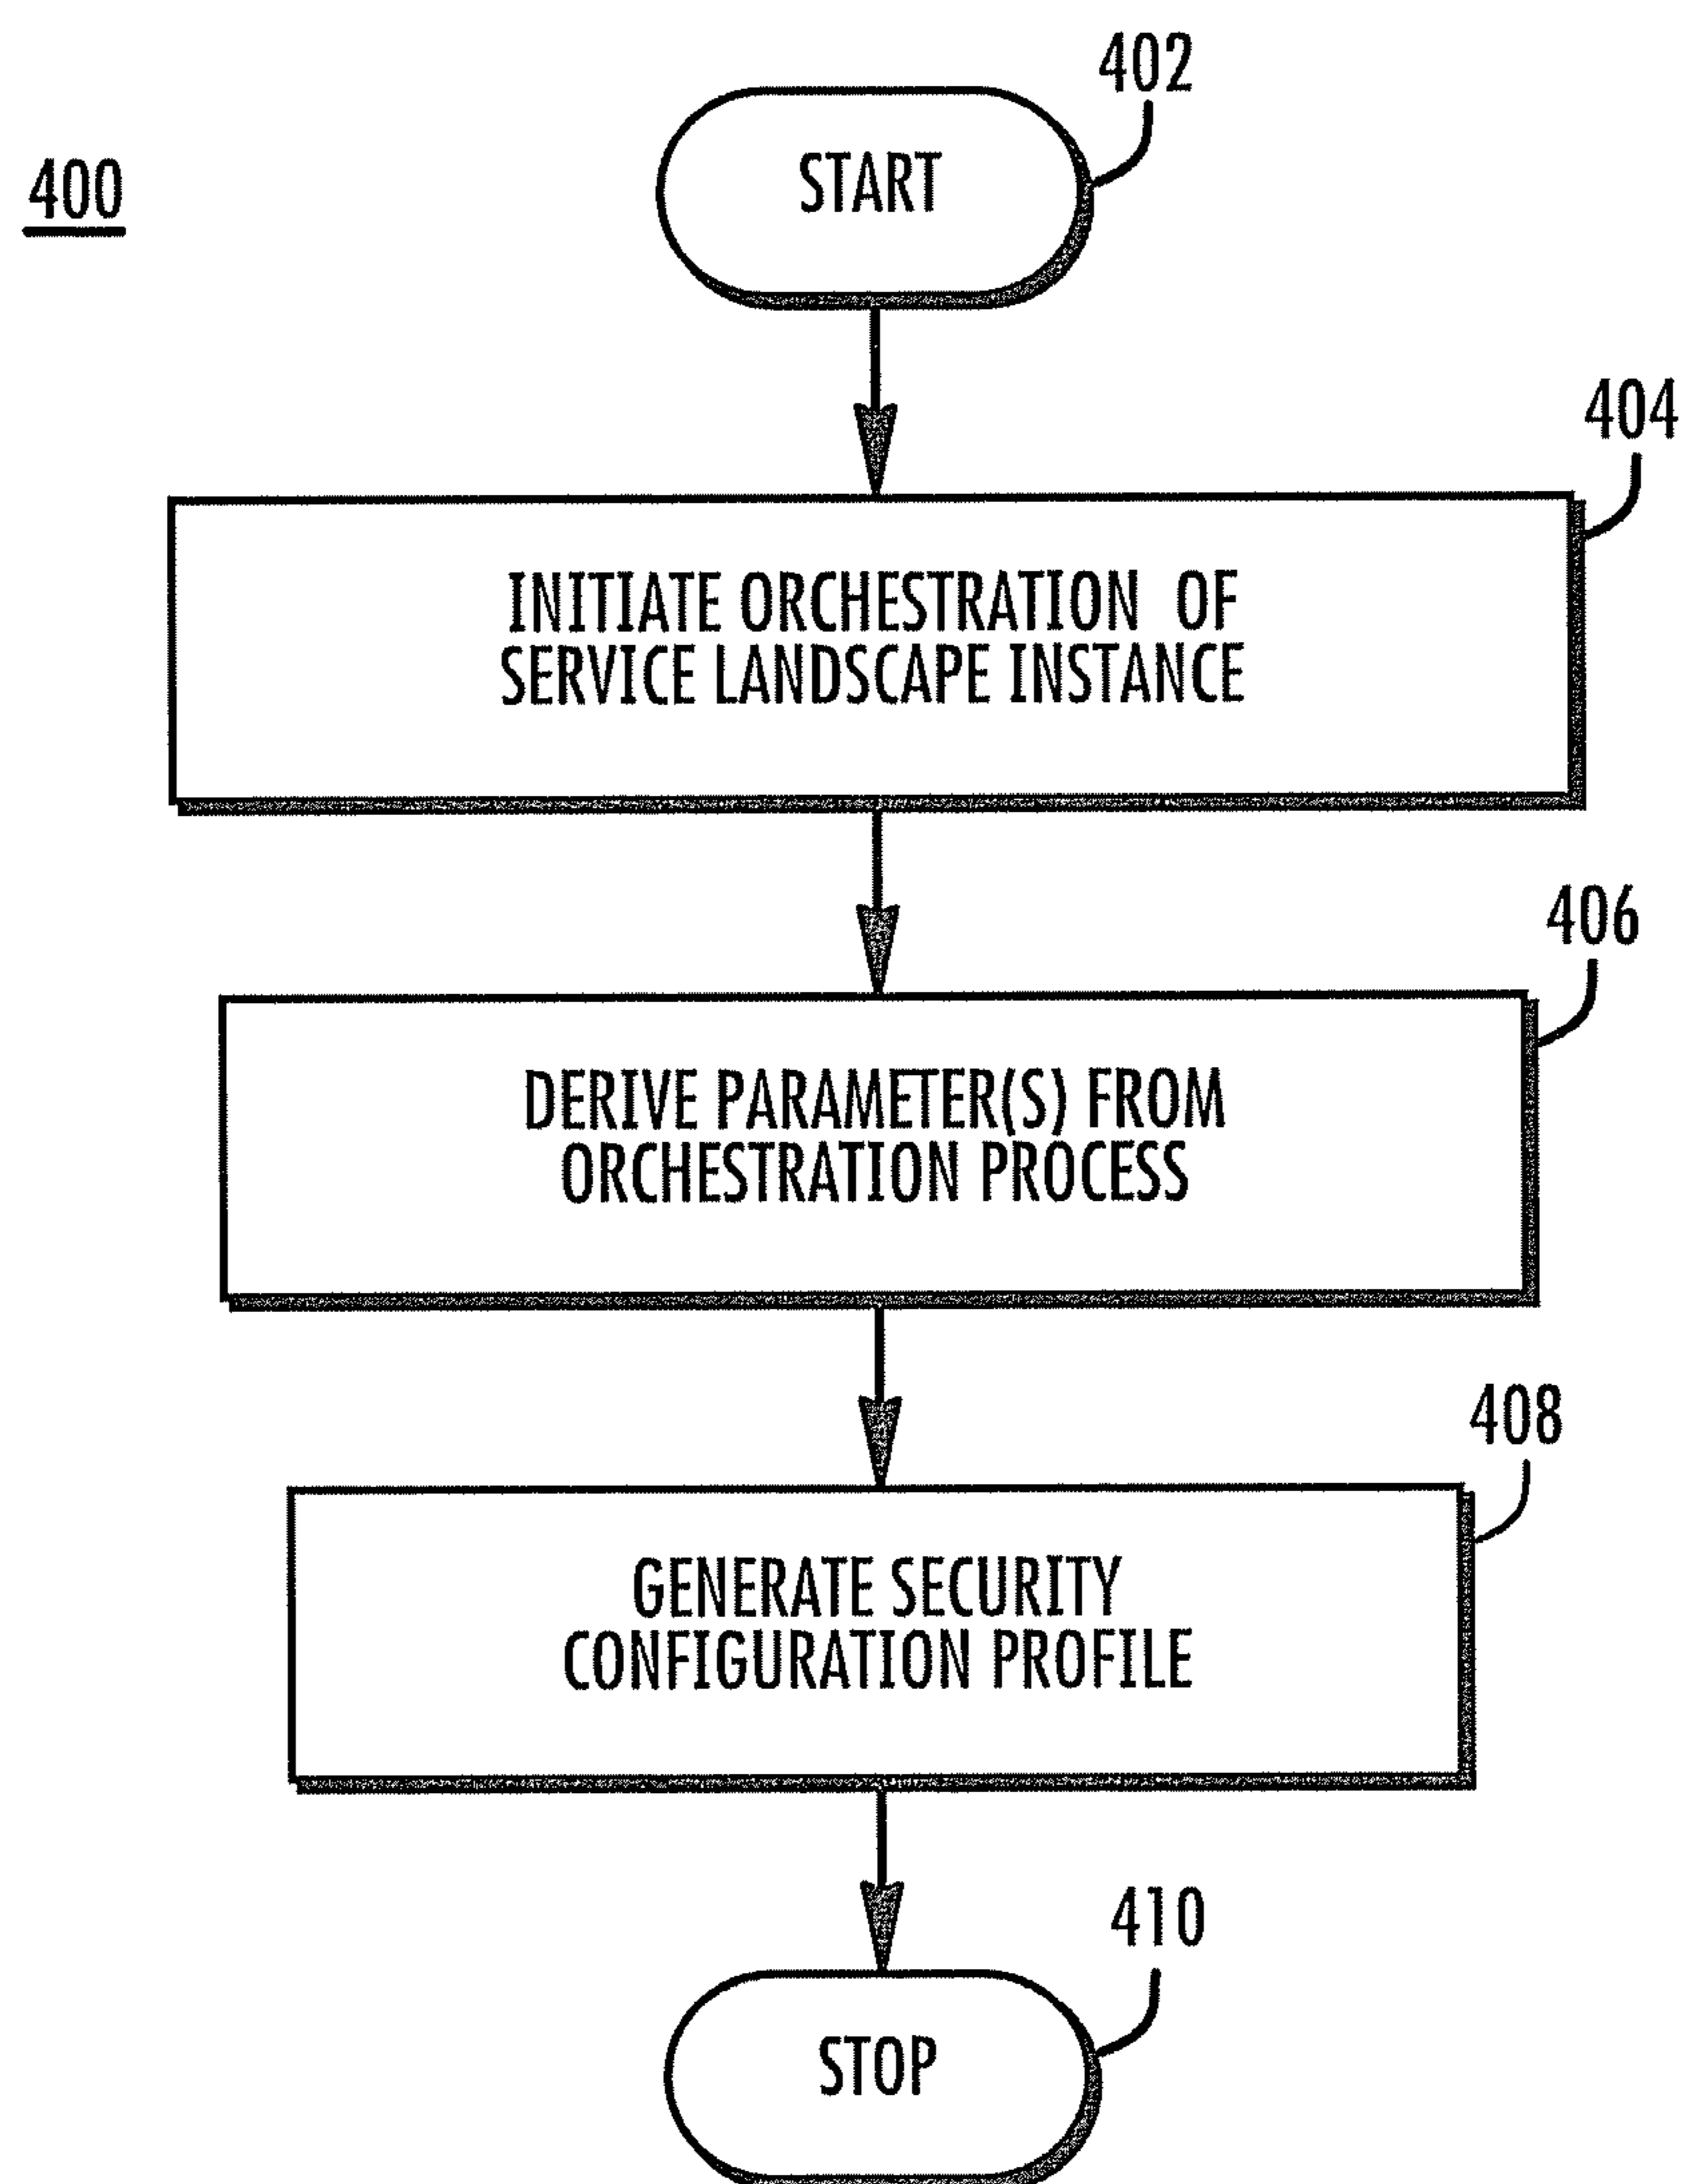 402
400
START
404
INITIATE ORCHESTRATION OF
SERVICE LANDSCAPE INSTANCE
406
DERIVE PARAMETER(S) FROM
ORCHESTRATION PROCESS
408
GENERATE SECURITY
CONFIGURATION PROFILE
410
STOP